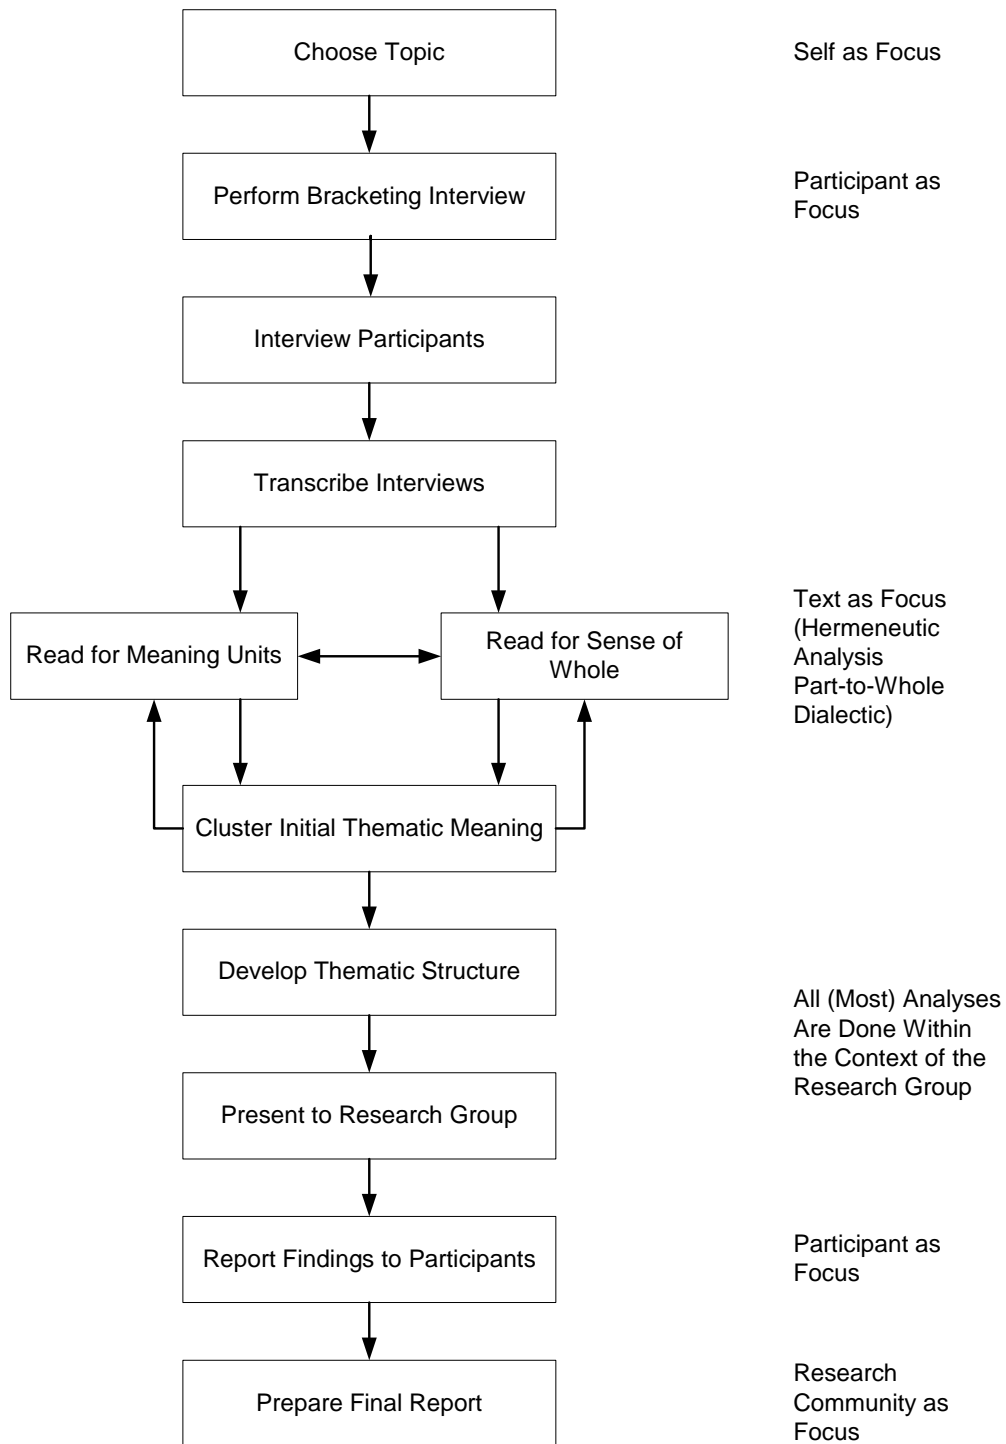 Choose Topic
Self as Focus
Perform Bracketing Interview
Participant as
Focus
Interview Participants
Transcribe Interviews
Read for Meaning Units
Read for Sense of
Whole
Text as Focus
(Hermeneutic
Analysis
Part-to-Whole
Dialectic)
Cluster Initial Thematic Meaning
Develop Thematic Structure
All (Most) Analyses
Are Done Within
the Context of the
Research Group
Present to Research Group
Report Findings to Participants
Participant as
Focus
Prepare Final Report
Research
Community as
Focus